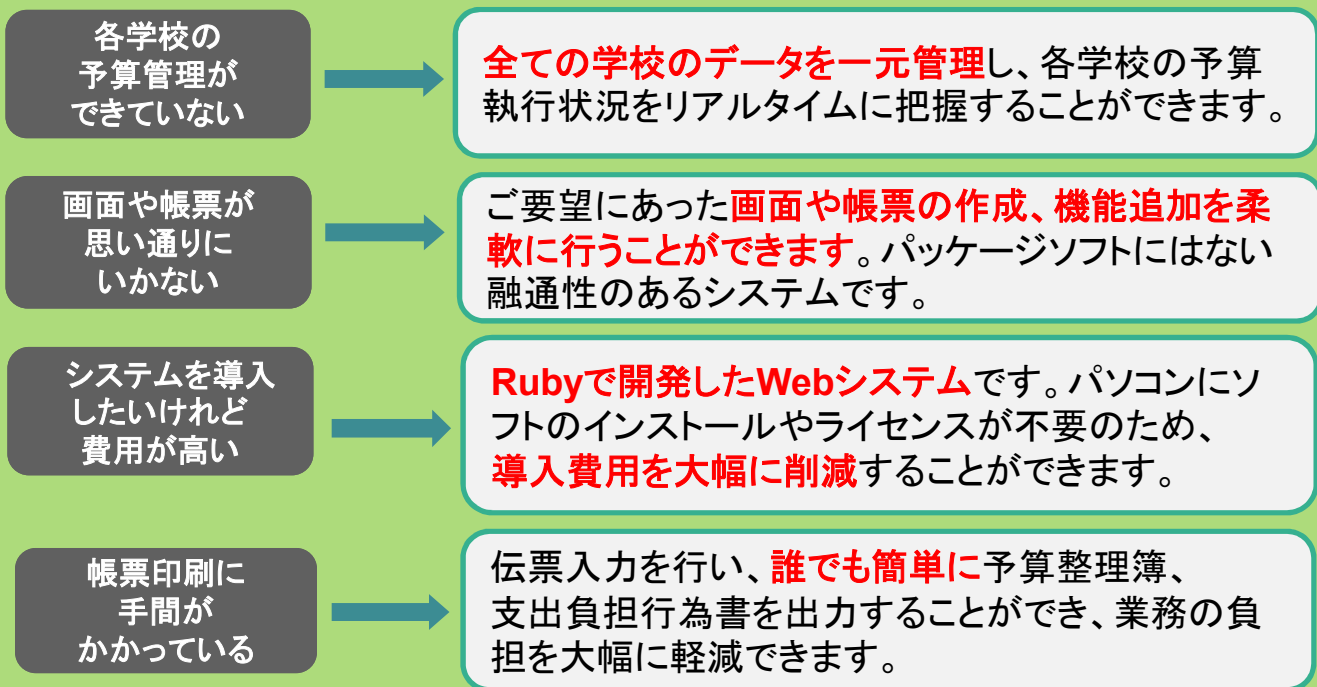 各学校の
予算管理が
できていない
全ての学校のデータを一元管理し、各学校の予算
執行状況をリアルタイムに把握することができます。
画面や帳票が
思い通りに
いかない
ご要望にあった画面や帳票の作成、機能追加を柔
軟に行うことができます。パッケージソフトにはない
融通性のあるシステムです。
システムを導入
したいけれど
費用が高い
Rubyで開発したWebシステムです。パソコンにソ
フトのインストールやライセンスが不要のため、
導入費用を大幅に削減することができます。
帳票印刷に
手間が
かかっている
伝票入力を行い、誰でも簡単に予算整理簿、
支出負担行為書を出力することができ、業務の負
担を大幅に軽減できます。